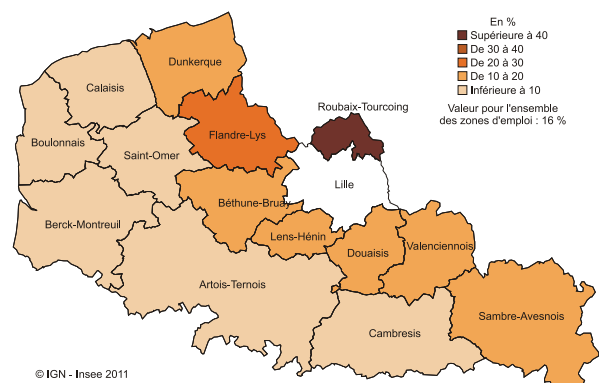 En %
Supérieure à 40
De 30 à 40
De 20 à 30
De 10 à 20
Inférieure à 10
Valeur pour l'ensemble
des zones d'emploi : 16 %
Dunkerque
Calaisis
Roubaix-Tourcoing
Boulonnais
Flandre-Lys
Saint-Omer
Lille
Béthune-Bruay
Berck-Montreuil
Lens-Hénin
Douaisis
Valenciennois
Artois-Ternois
Sambre-Avesnois
Cambresis
© IGN - Insee 2011